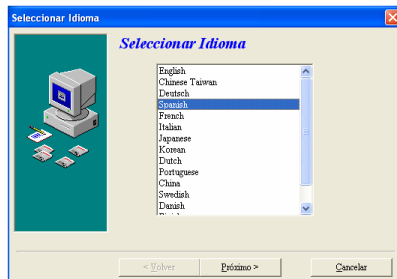 Seleccionar Idioma
Seleccionar Idioma
English
Chinese Taiwan
Deutsch
Spanish
French
Italian
Japanese
Korean
Dutch
Portuguese
China
Swedish
Danish
< Volver
Próximo >
Cancelar